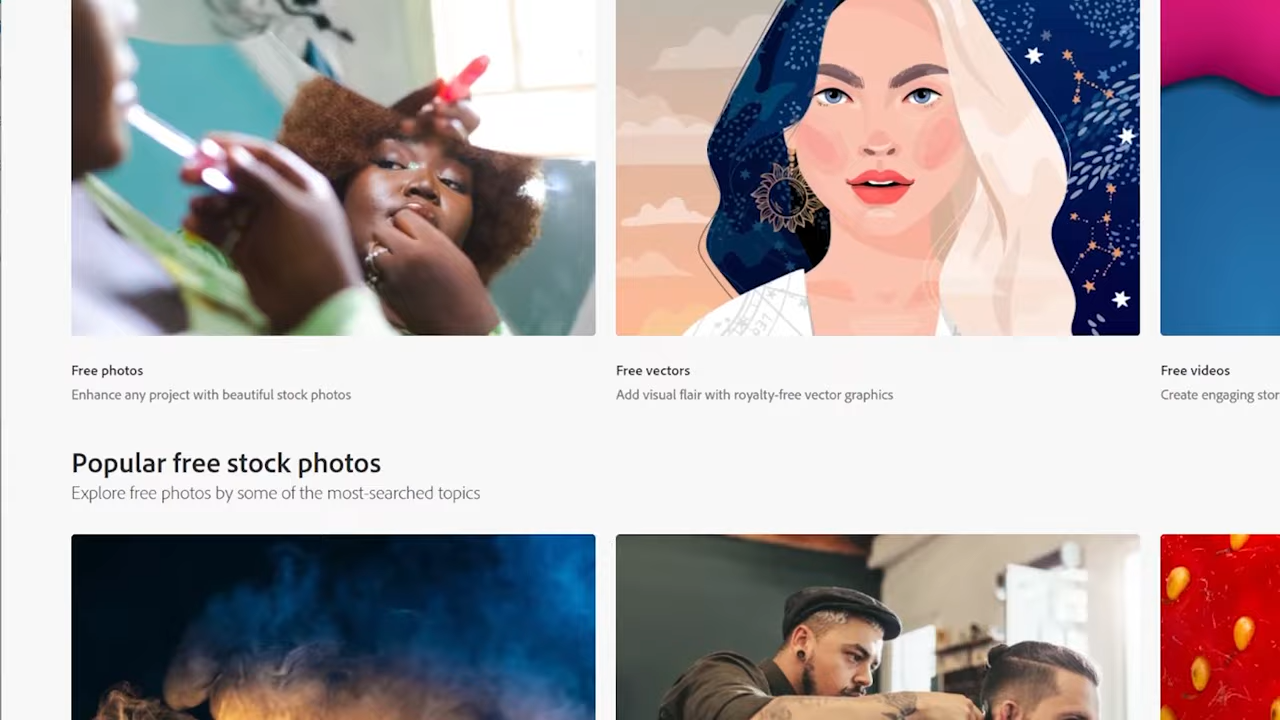 Free photos
Enhance any project with beautiful stock photos
Free vectors
Add visual flair with royalty-free vector graphics
Free videos
Create engaging
Popular free stock photos
Explore free photos by some of the most-searched topics